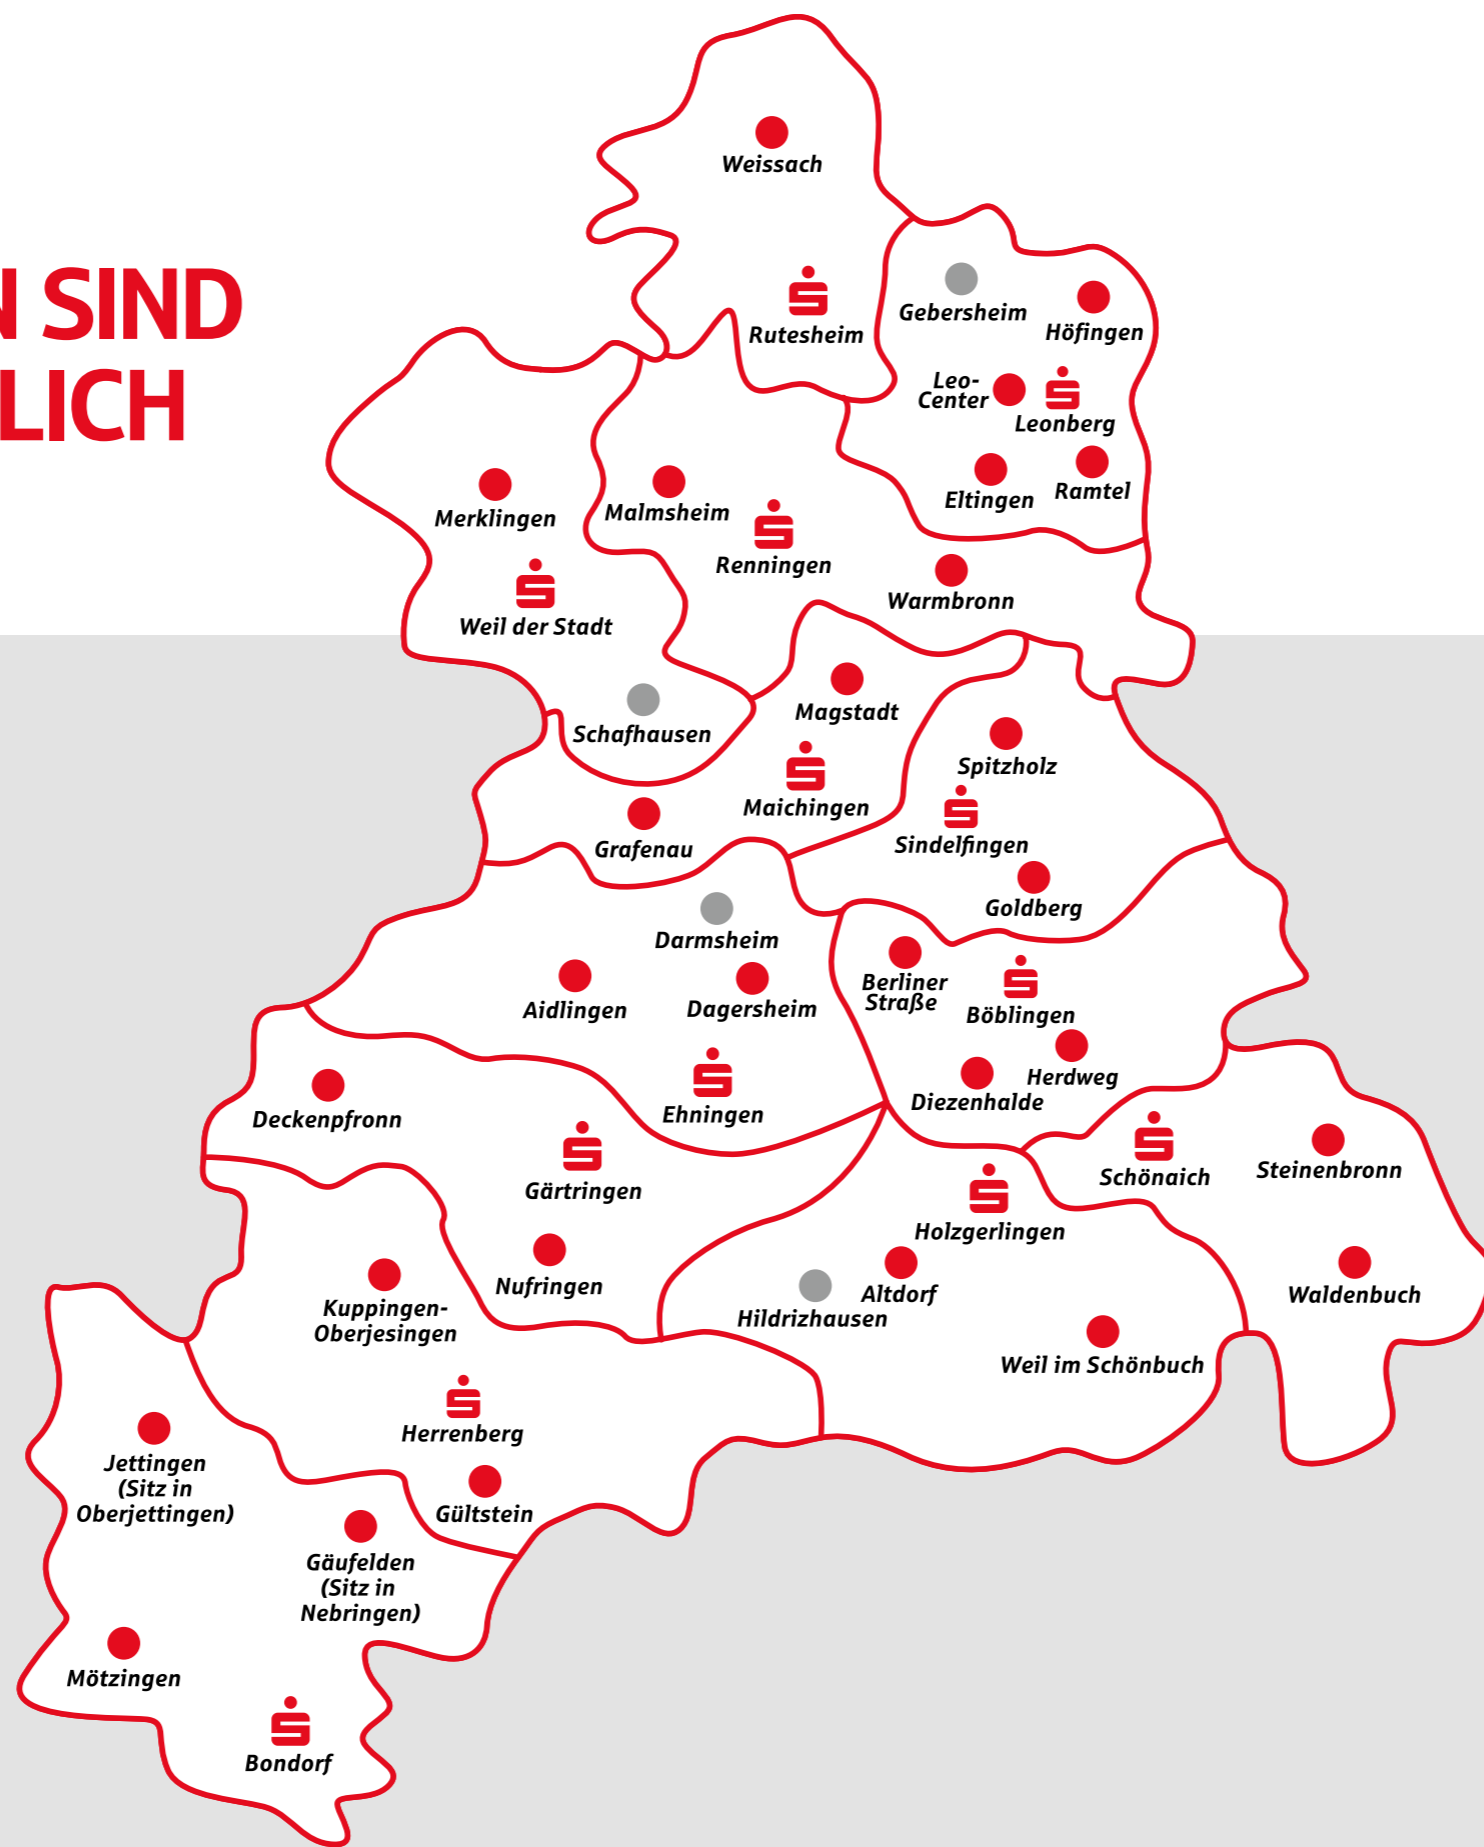 N SIND
LICH
Weissach
Rutesheim
Gebersheim
Höfingen
Leo-
Center
Leonberg
Eltingen
Ramtel
Merklingen
Malmsheim
Renningen
Warmbronn
Weil der Stadt
Schafhausen
Magstadt
Maichingen
Grafenau
Spitzholz
Sindelfingen
Goldberg
Darmsheim
Aidlingen
Dagersheim
Ehningen
Berliner
Straße
Böblingen
Herdweg
Diezenhalde
Deckenpfronn
Gärtringen
Nufringen
Schönaich
Steinenbronn
Waldenbuch
Holzgerlingen
Altdorf
Hildrizhausen
Weil im Schönbuch
Kuppingen-
Oberjesingen
Herrenberg
Gültstein
Jettingen
(Sitz in
Oberjettingen)
Gäufelden
(Sitz in
Nebringen)
Mötzingen
Bondorf